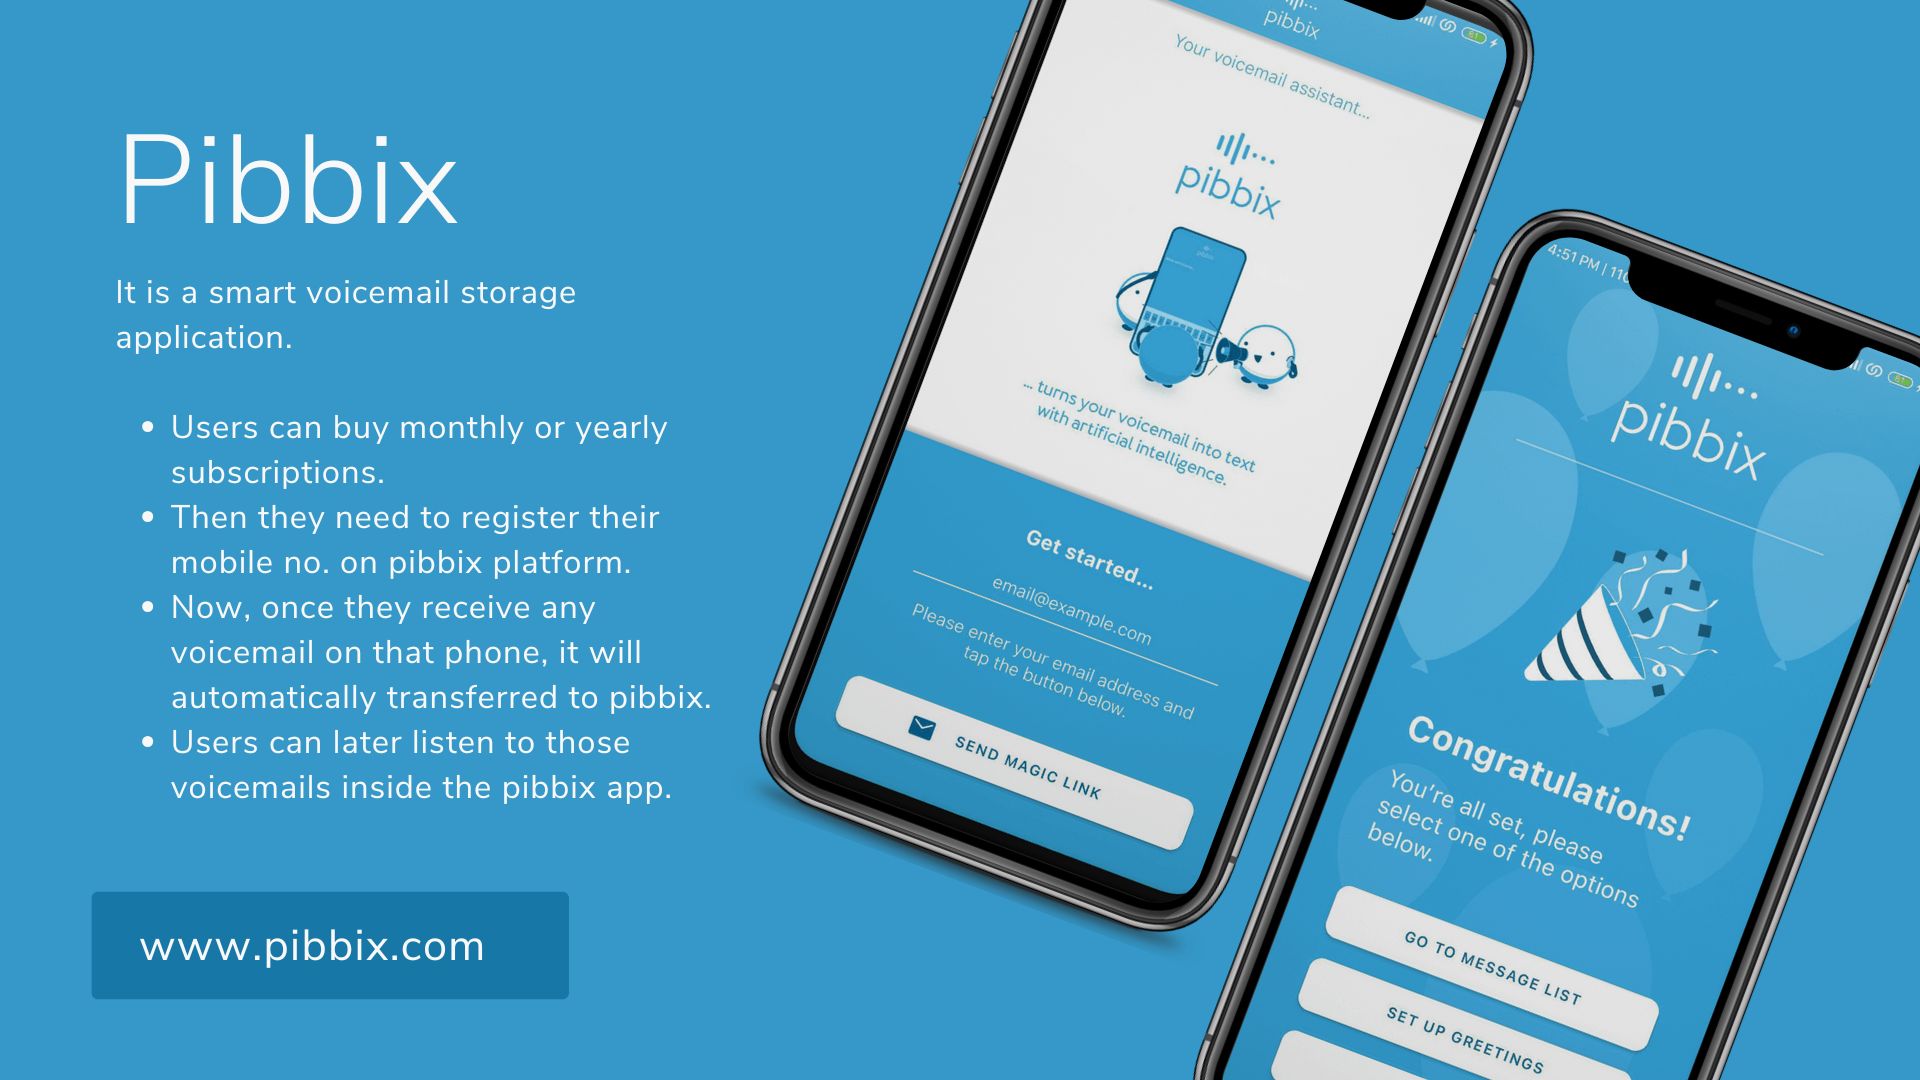 Pibbix
It is a smart voicemail storage
application.
Users can buy monthly or yearly
subscriptions.
Then they need to register their
mobile no. on pibbix platform.
Now, once they receive any
voicemail on that phone, it will
automatically transferred to pibbix.
Users can later listen to those
voicemails inside the pibbix app.
www.pibbix.com
pibbix
61
Your voicemail assistant...
pibbix
... turns your voicemail into text
with artificial intelligence.
Get started...
email@example.com
Please enter your email address and
tap the button below.
SEND MAGIC LINK
4:51 PM | 110
pibbix
Congratulations!
You're all set, please
select one of the options
below.
GO TO MESSAGE LIST
SET UP GREETINGS